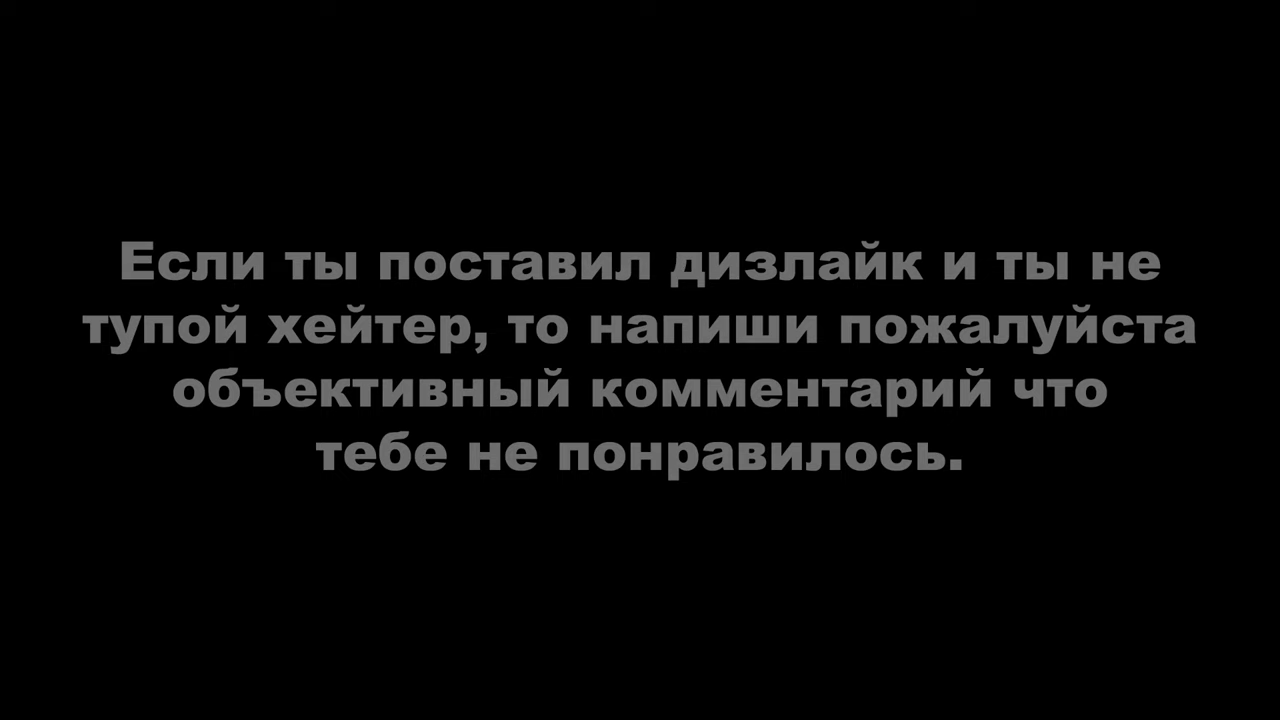 Если ты поставил дизлайк и ты не
тупой хейтер, то напиши пожалуйста
объективный комментарий что
тебе не понравилось.